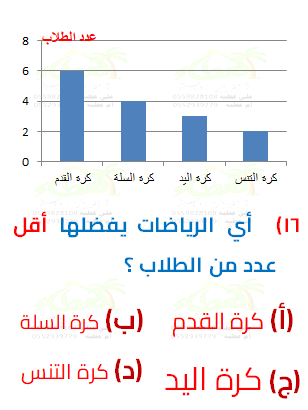 عدد الطلاب
8
6
4
2
0
كرة القدم كرة السلة كرة اليد كرة التنس
١٦) أي الرياضات يفضلها أقل
عدد من الطلاب ؟
(أ) كرة القدم (ب) كرة السلة
(ج) كرة اليد (د) كرة التنس